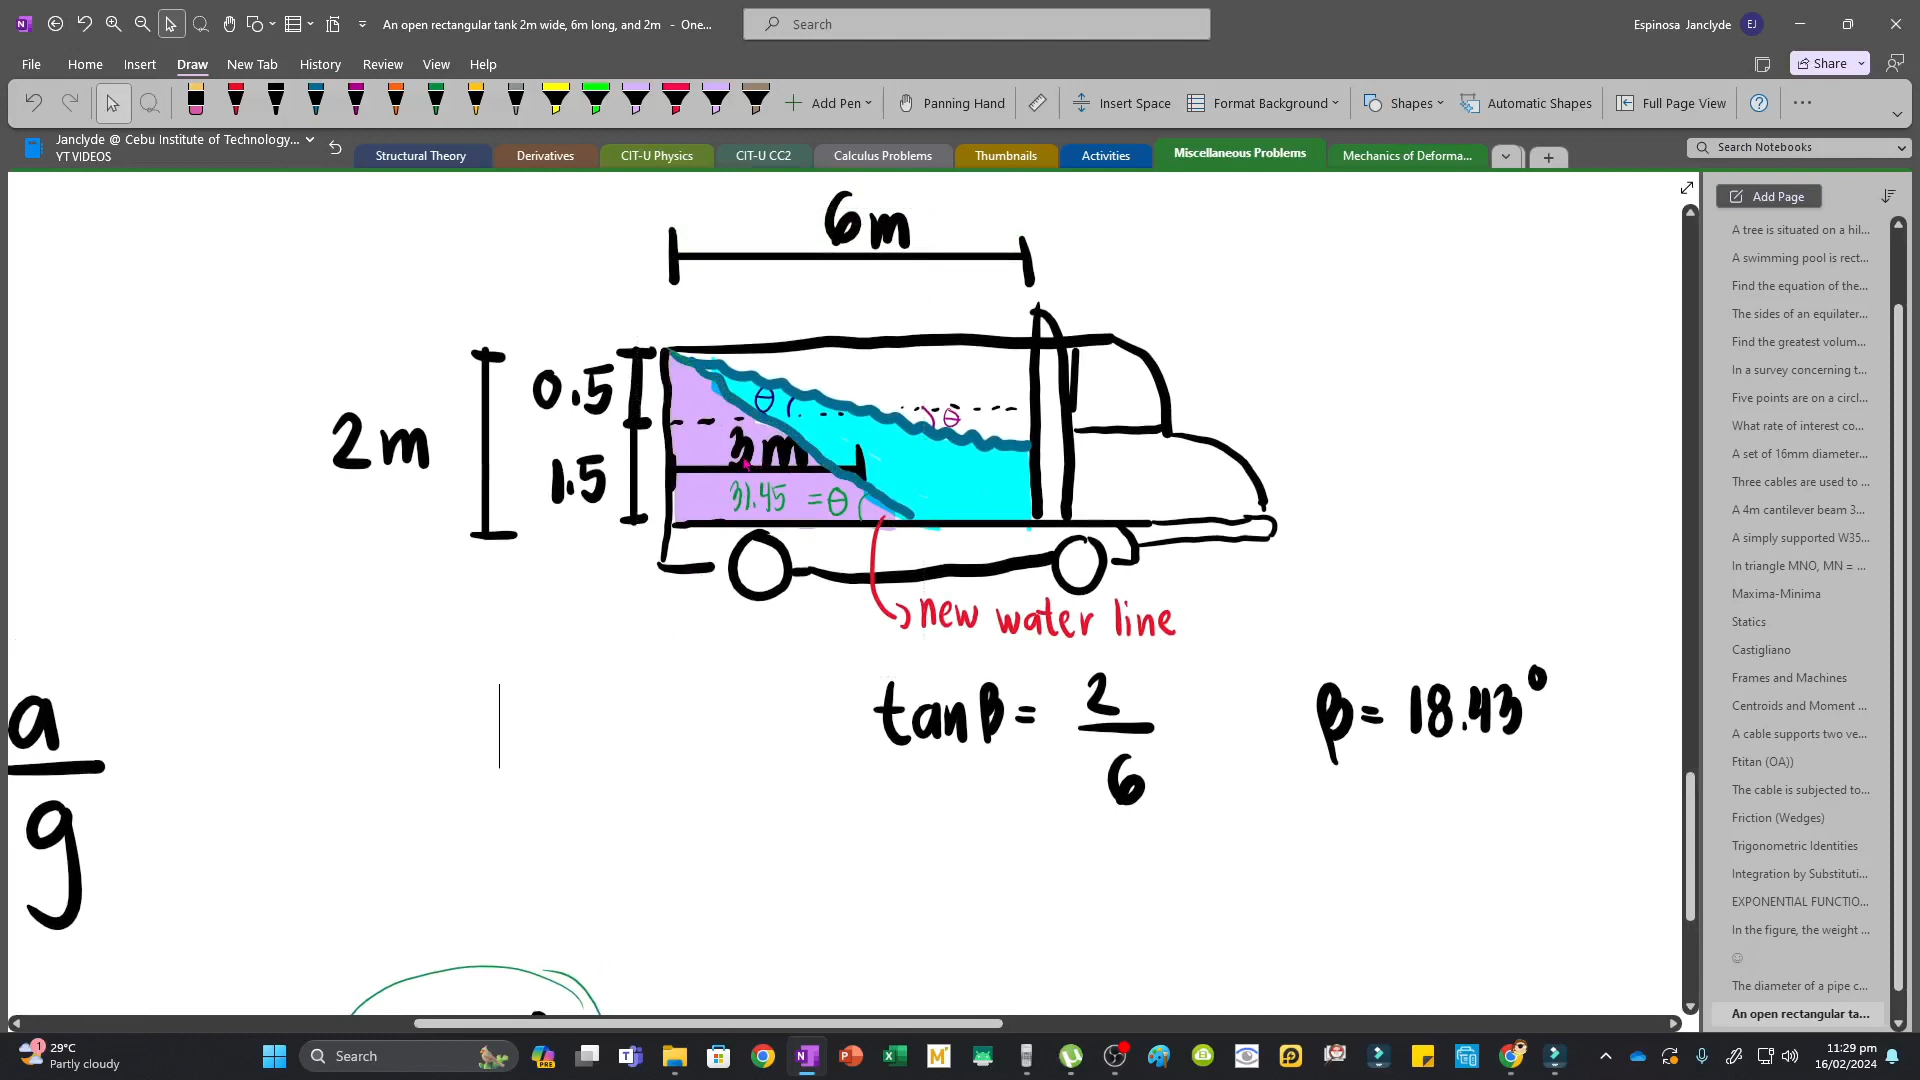 An open rectangular tank 2m wide, 6m long, and 2m - One...
Search
Espinosa Janclyde
EJ
File Home Insert Draw New Tab History Review View Help
Share
Add Pen
Panning Hand
Insert Space
Format Background
Shapes
Automatic Shapes
Full Page View
Janclyde @ Cebu Institute of Technology...
YT VIDEOS
Structural Theory
Derivatives
CIT-U Physics
CIT-U CC2
Calculus Problems
Thumbnails
Activities
Miscellaneous Problems
Mechanics of Deforma...
Search Notebooks
Add Page
A tree is situated on a hil...
A swimming pool is rect...
Find the equation of the...
The sides of an equilater...
Find the greatest volum...
In a survey concerning t...
Five points are on a circl...
What rate of interest co...
A set of 16mm diameter...
Three cables are used to ...
A 4m cantilever beam 3...
A simply supported W35...
In triangle MNO, MN = ...
Maxima-Minima
Statics
Castigliano
Frames and Machines
Centroids and Moment ...
A cable supports two ve...
Ftitan (OA))
The cable is subjected to...
Friction (Wedges)
Trigonometric Identities
Integration by Substituti...
EXPONENTIAL FUNCTIO...
In the figure, the weight ...
The diameter of a pipe c...
An open rectangular ta...
6m
0.5
2m
1.5
θ
θ
3m
31.45 = θ
new water line
tan β = 2
6
β = 18.43°
a
g
1
29°C
Partly cloudy
Search
PRE
11:29 pm
16/02/2024